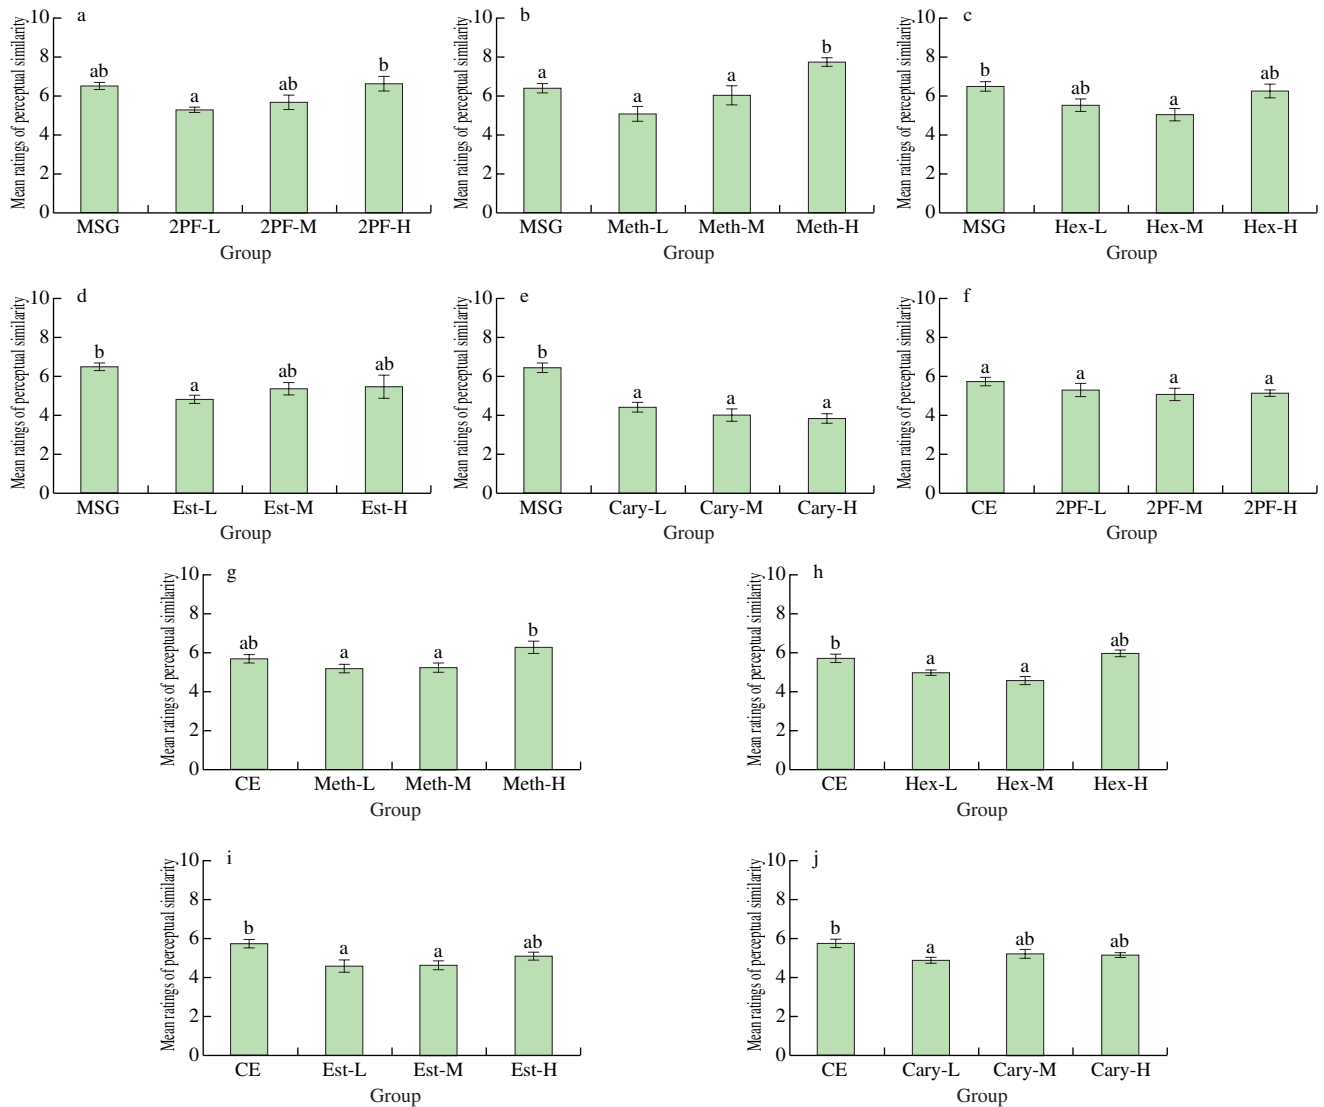 a
Mean ratings of perceptual similarity
10
8
6
4
2
0
ab
a
ab
b
MSG 2PF-L 2PF-M 2PF-H
Group
b
Mean ratings of perceptual similarity
10
8
6
4
2
0
a
a
a
b
MSG Meth-L Meth-M Meth-H
Group
c
Mean ratings of perceptual similarity
10
8
6
4
2
0
b
ab
a
ab
MSG Hex-L Hex-M Hex-H
Group
d
Mean ratings of perceptual similarity
10
8
6
4
2
0
b
a
ab
ab
MSG Est-L Est-M Est-H
Group
e
Mean ratings of perceptual similarity
10
8
6
4
2
0
b
a
a
a
MSG Cary-L Cary-M Cary-H
Group
f
Mean ratings of perceptual similarity
10
8
6
4
2
0
a
a
a
a
CE 2PF-L 2PF-M 2PF-H
Group
g
Mean ratings of perceptual similarity
10
8
6
4
2
0
ab
a
a
b
CE Meth-L Meth-M Meth-H
Group
h
Mean ratings of perceptual similarity
10
8
6
4
2
0
b
a
a
ab
CE Hex-L Hex-M Hex-H
Group
i
Mean ratings of perceptual similarity
10
8
6
4
2
0
b
a
a
ab
CE Est-L Est-M Est-H
Group
j
Mean ratings of perceptual similarity
10
8
6
4
2
0
b
a
ab
ab
CE Cary-L Cary-M Cary-H
Group